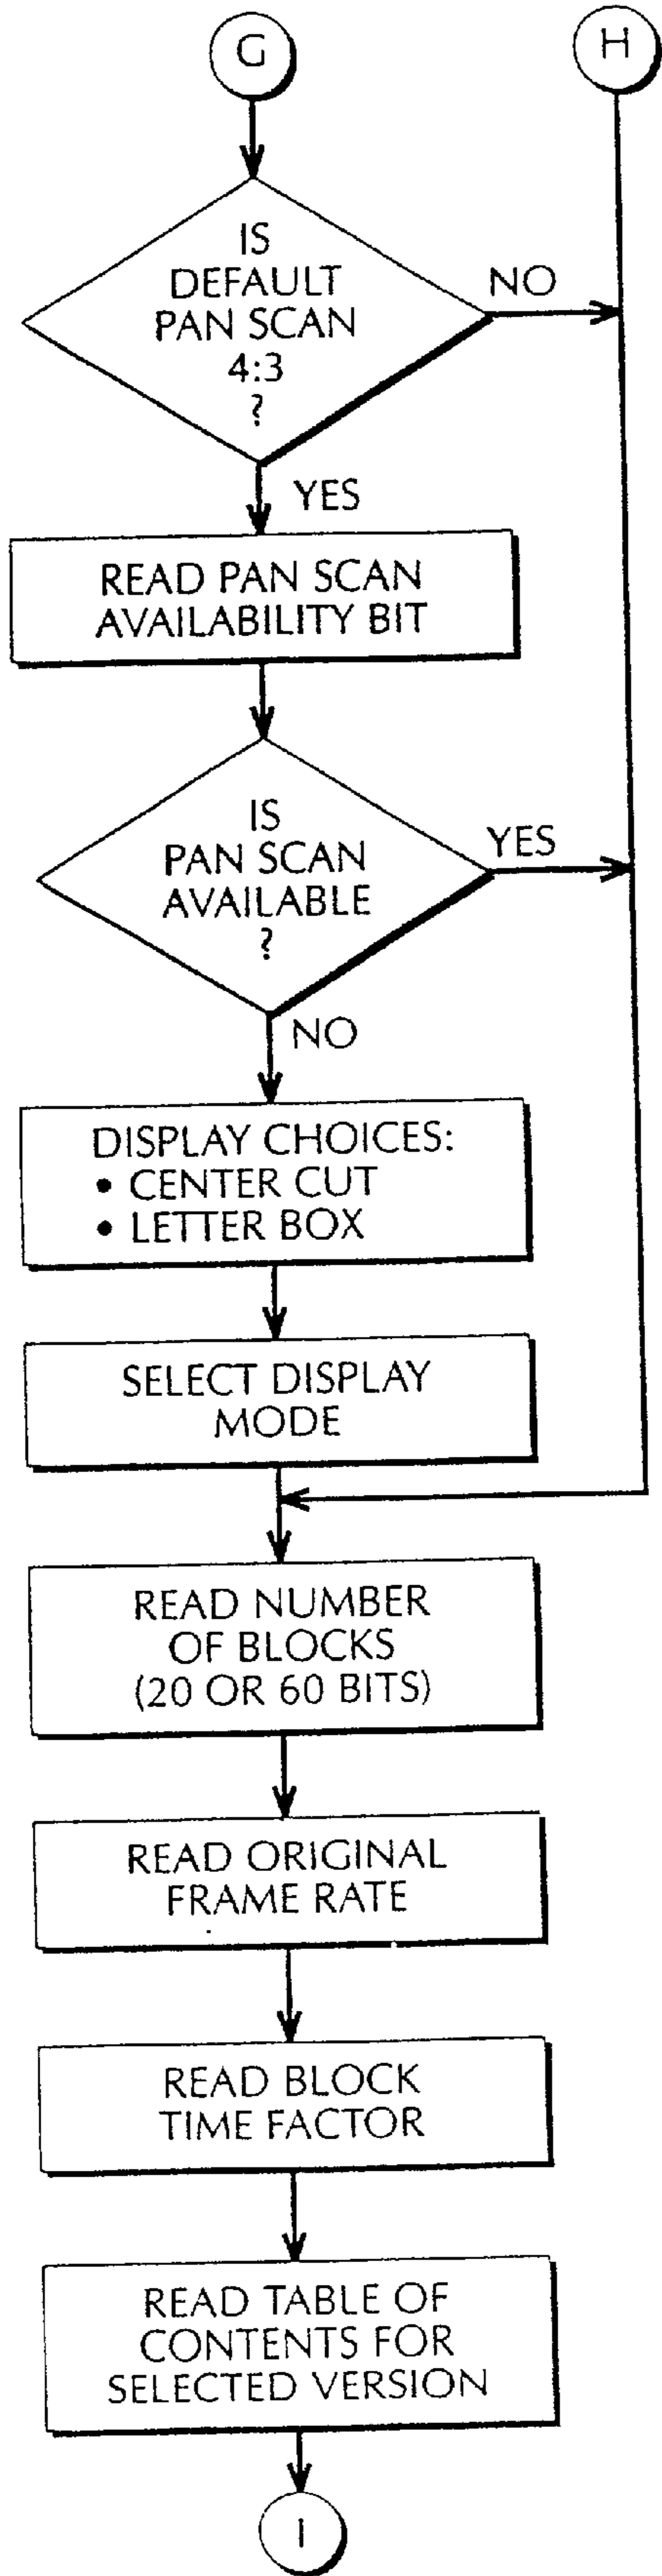 G
H
IS
DEFAULT
PAN SCAN
4:3
?
NO
YES
READ PAN SCAN
AVAILABILITY BIT
IS
PAN SCAN
AVAILABLE
?
YES
NO
DISPLAY CHOICES:
• CENTER CUT
• LETTER BOX
SELECT DISPLAY
MODE
READ NUMBER
OF BLOCKS
(20 OR 60 BITS)
READ ORIGINAL
FRAME RATE
READ BLOCK
TIME FACTOR
READ TABLE OF
CONTENTS FOR
SELECTED VERSION
I